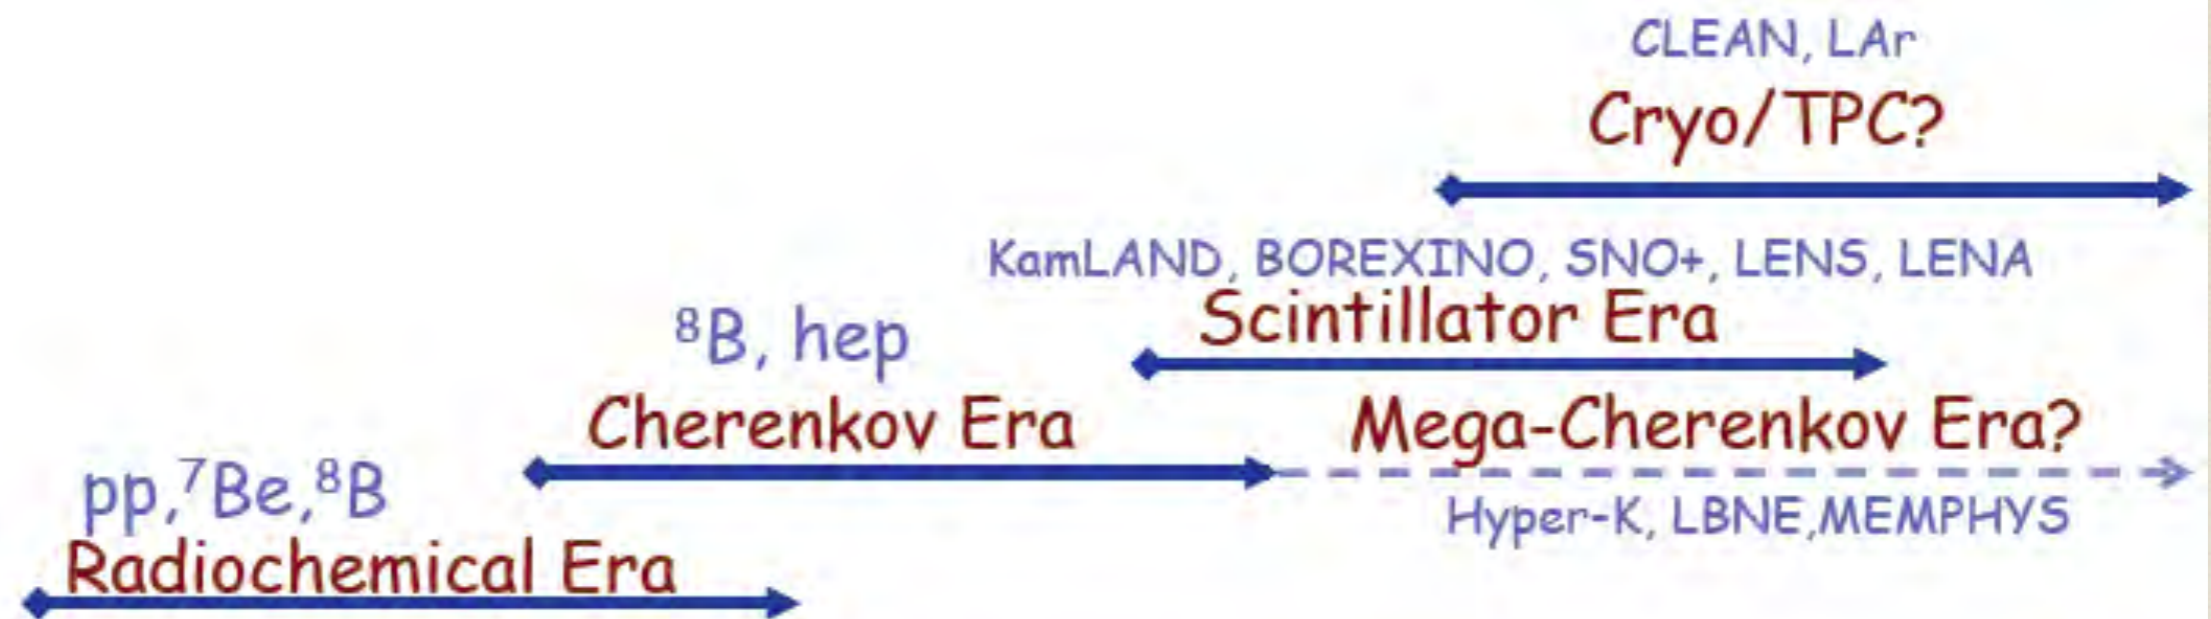 CLEAN, LAr
Cryo/TPC?
KamLAND, BOREXINO, SNO+, LENS, LENA
Scintillator Era
⁸B, hep
Cherenkov Era
Mega-Cherenkov Era?
Hyper-K, LBNE,MEMPHYS
pp,⁷Be,⁸B
Radiochemical Era